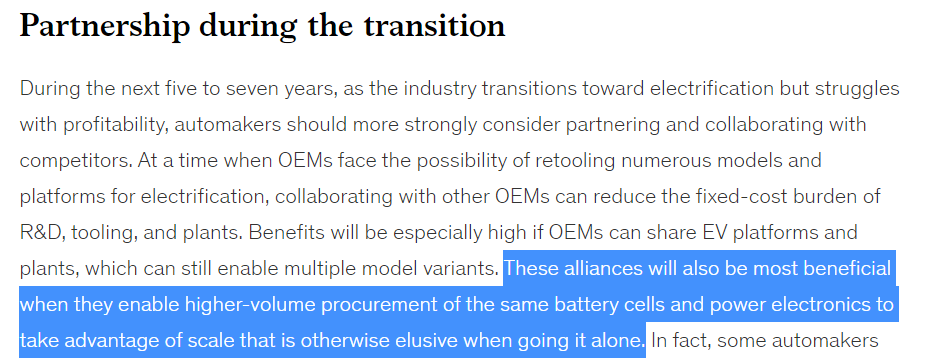 Partnership during the transition
During the next five to seven years, as the industry transitions toward electrification but struggles
with profitability, automakers should more strongly consider partnering and collaborating with
competitors. At a time when OEMs face the possibility of retooling numerous models and
platforms for electrification, collaborating with other OEMs can reduce the fixed-cost burden of
R&D, tooling, and plants. Benefits will be especially high if OEMs can share EV platforms and
plants, which can still enable multiple model variants. These alliances will also be most beneficial
when they enable higher-volume procurement of the same battery cells and power electronics to
take advantage of scale that is otherwise elusive when going it alone. In fact, some automakers